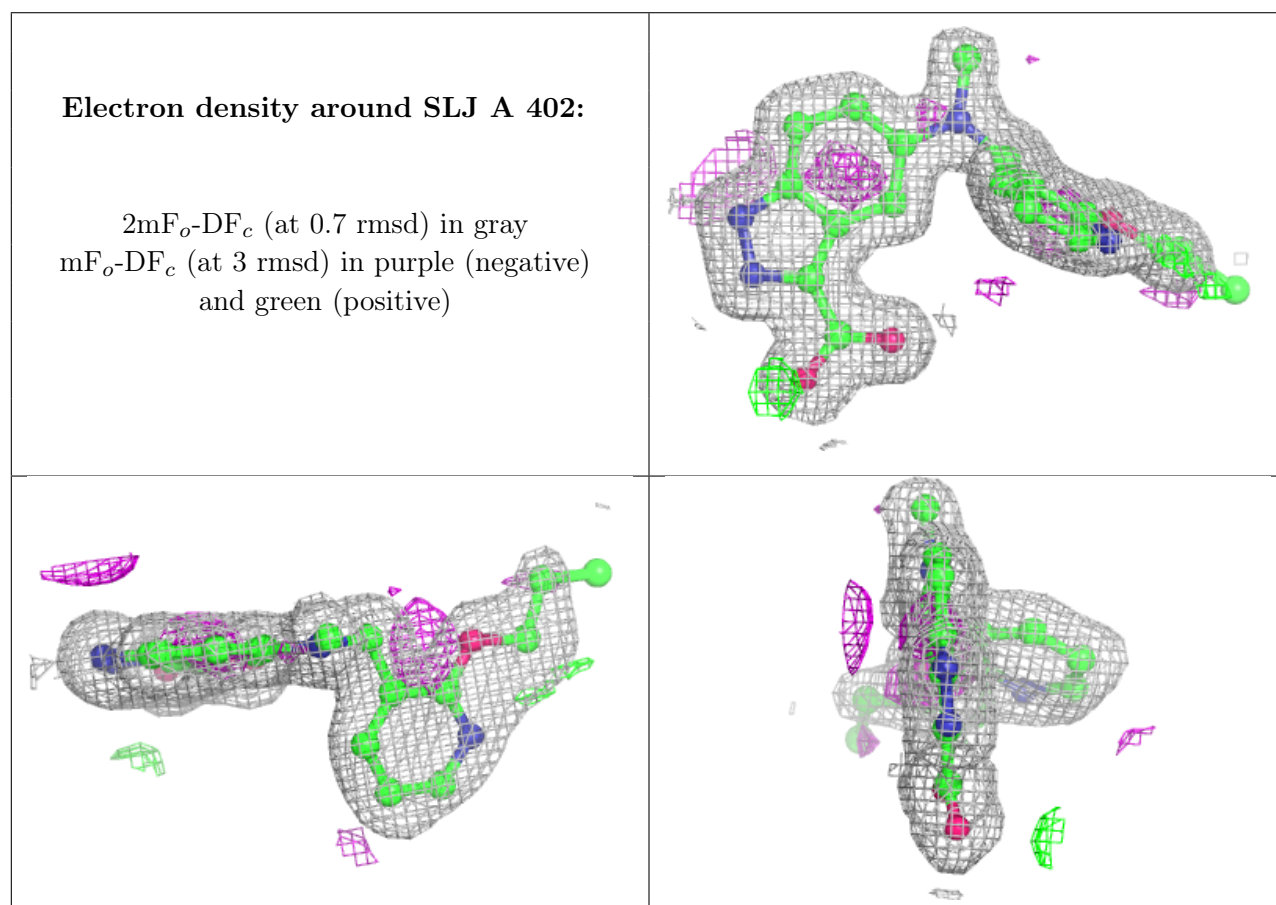 Electron density around SLJ A 402:
2mFo-DFc (at 0.7 rmsd) in gray
mFo-DFc (at 3 rmsd) in purple (negative)
and green (positive)